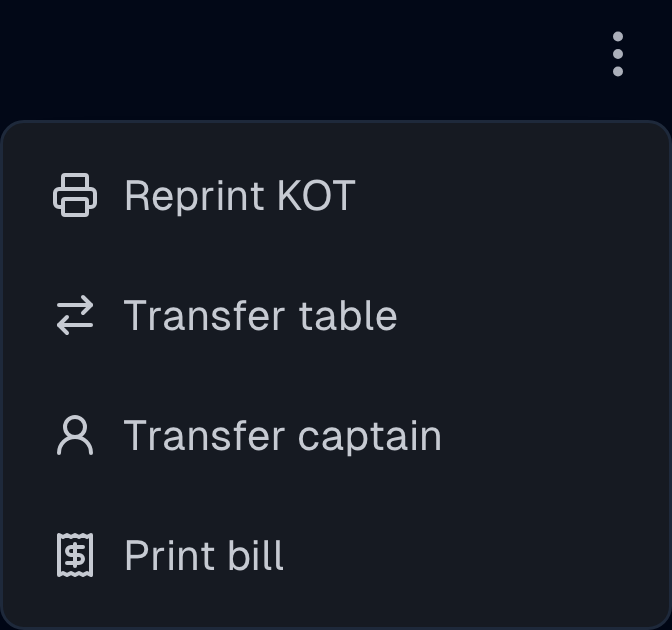 Reprint KOT
Transfer table
Transfer captain
Print bill